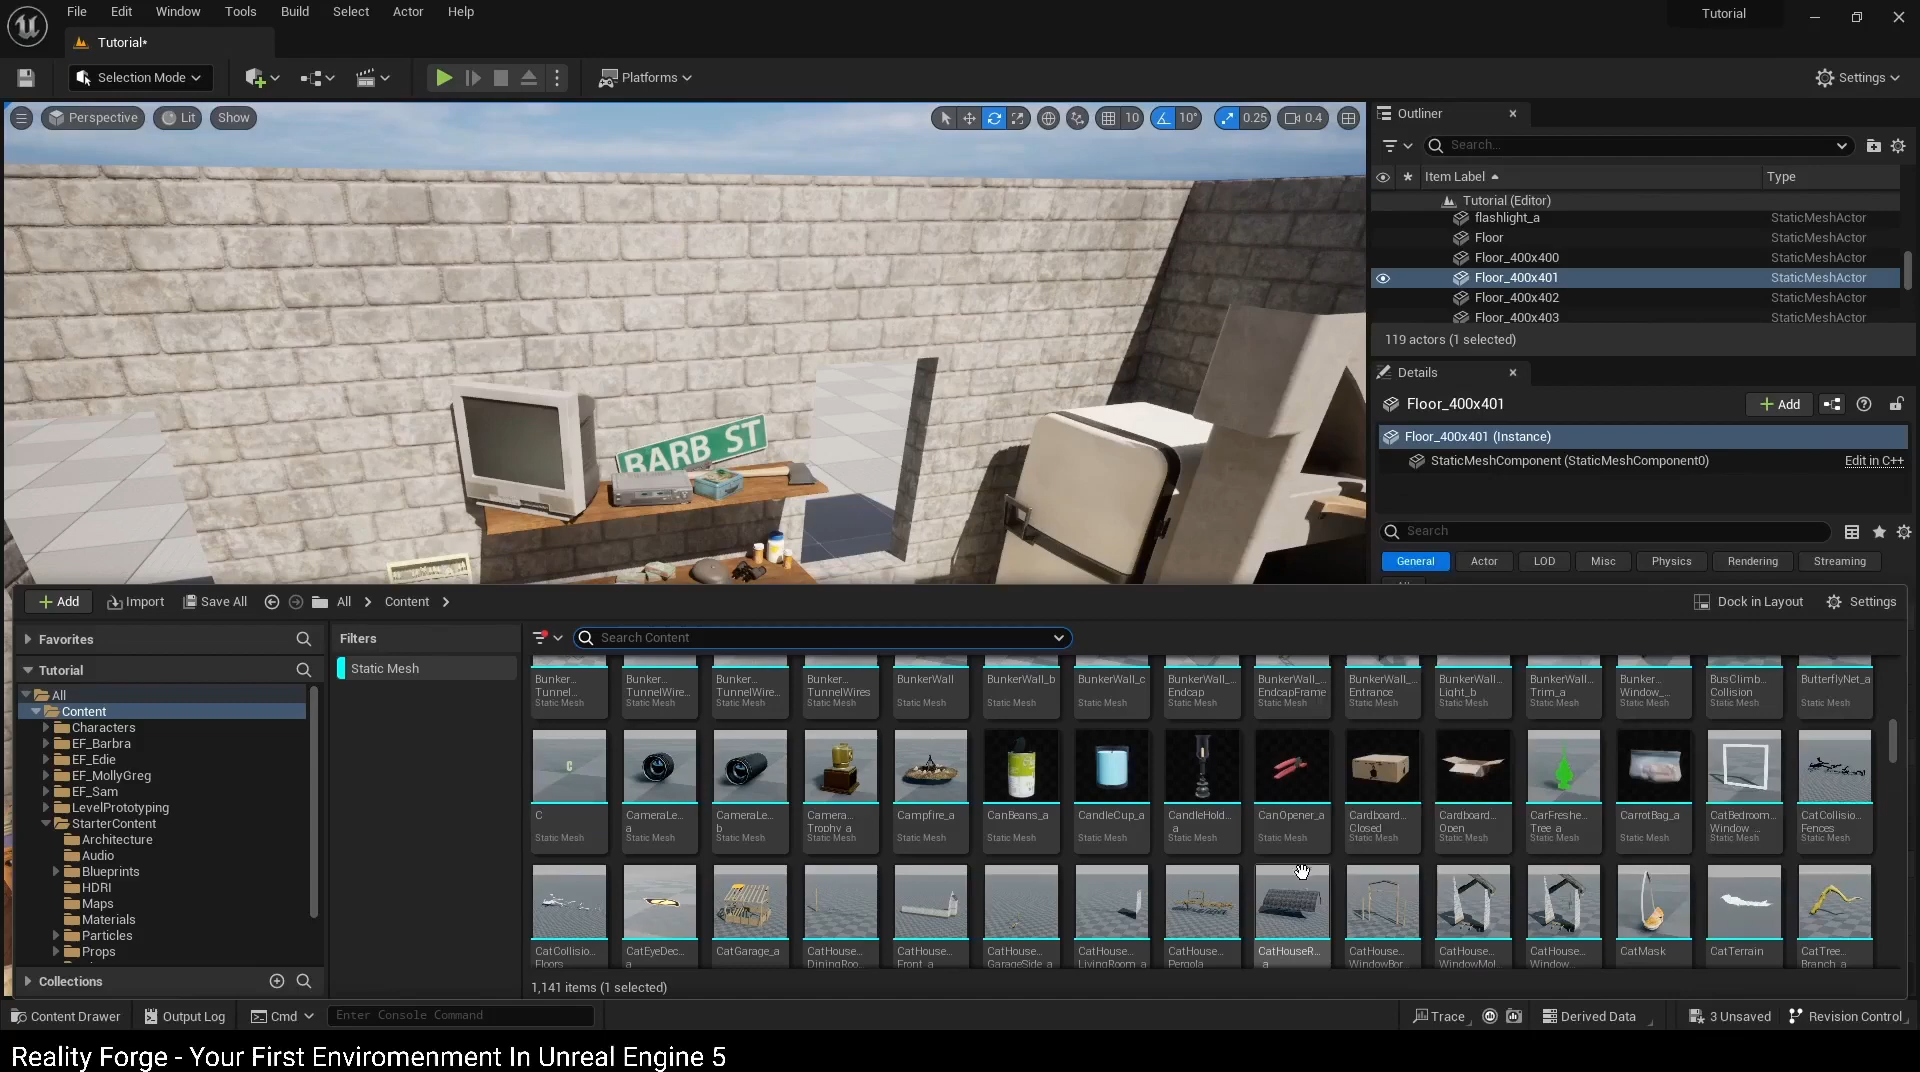 File Edit Window Tools Build Select Actor Help
Tutorial
Tutorial*
Selection Mode
Platforms
Settings
Perspective
Lit
Show
10
10°
0.25
0.4
BARB ST
Outliner
Search...
Item Label
Type
Tutorial (Editor)
flashlight_a StaticMeshActor
Floor StaticMeshActor
Floor_400x400 StaticMeshActor
Floor_400x401 StaticMeshActor
Floor_400x402 StaticMeshActor
Floor_400x403 StaticMeshActor
119 actors (1 selected)
Details
Floor_400x401
Add
Floor_400x401 (Instance)
StaticMeshComponent (StaticMeshComponent0) Edit in C++
Search
General Actor LOD Misc Physics Rendering Streaming
Add Import Save All All Content
Dock in Layout Settings
Favorites
Tutorial
All
Content
Characters
EF_Barbra
EF_Edie
EF_MollyGreg
EF_Sam
LevelPrototyping
StarterContent
Architecture
Audio
Blueprints
HDRI
Maps
Materials
Particles
Props
Collections
Filters
Static Mesh
Search Content
Bunker... Bunker... Bunker... Bunker... BunkerWall BunkerWall_b BunkerWall_c BunkerWall_... BunkerWall_... BunkerWall_... BunkerWall_... BunkerWall_... Bunker... BusClimb... ButterflyNet_a
Tunnel... TunnelWire... TunnelWire... TunnelWires Endcap EndcapFrame Entrance Light_b Trim_a Window_... Collision
Static Mesh Static Mesh Static Mesh Static Mesh Static Mesh Static Mesh Static Mesh Static Mesh Static Mesh Static Mesh Static Mesh Static Mesh Static Mesh Static Mesh Static Mesh
C CameraLe... CameraLe... Camera... Campfire_a CanBeans_a CandleCup_a CandleHold... CanOpener_a Cardboard... Cardboard... CarFreshe... CarrotBag_a CatBedroom... CatCollisio...
a b Trophy_a a Closed Open Tree_a Window_... Fences
Static Mesh Static Mesh Static Mesh Static Mesh Static Mesh Static Mesh Static Mesh Static Mesh Static Mesh Static Mesh Static Mesh Static Mesh Static Mesh Static Mesh Static Mesh
CatCollisio... CatEyeDec... CatGarage_a CatHouse... CatHouse... CatHouse... CatHouse... CatHouse... CatHouseR... CatHouse... CatHouse... CatHouse... CatMask CatTerrain CatTree...
Floors a DiningRoo... Front_a GarageSide_a LivingRoom_a Pergola a WindowBor... WindowMol... Window... Branch_a
1,141 items (1 selected)
Content Drawer Output Log Cmd Enter Console Command Trace Derived Data 3 Unsaved Revision Control
Reality Forge - Your First Enviromenment In Unreal Engine 5